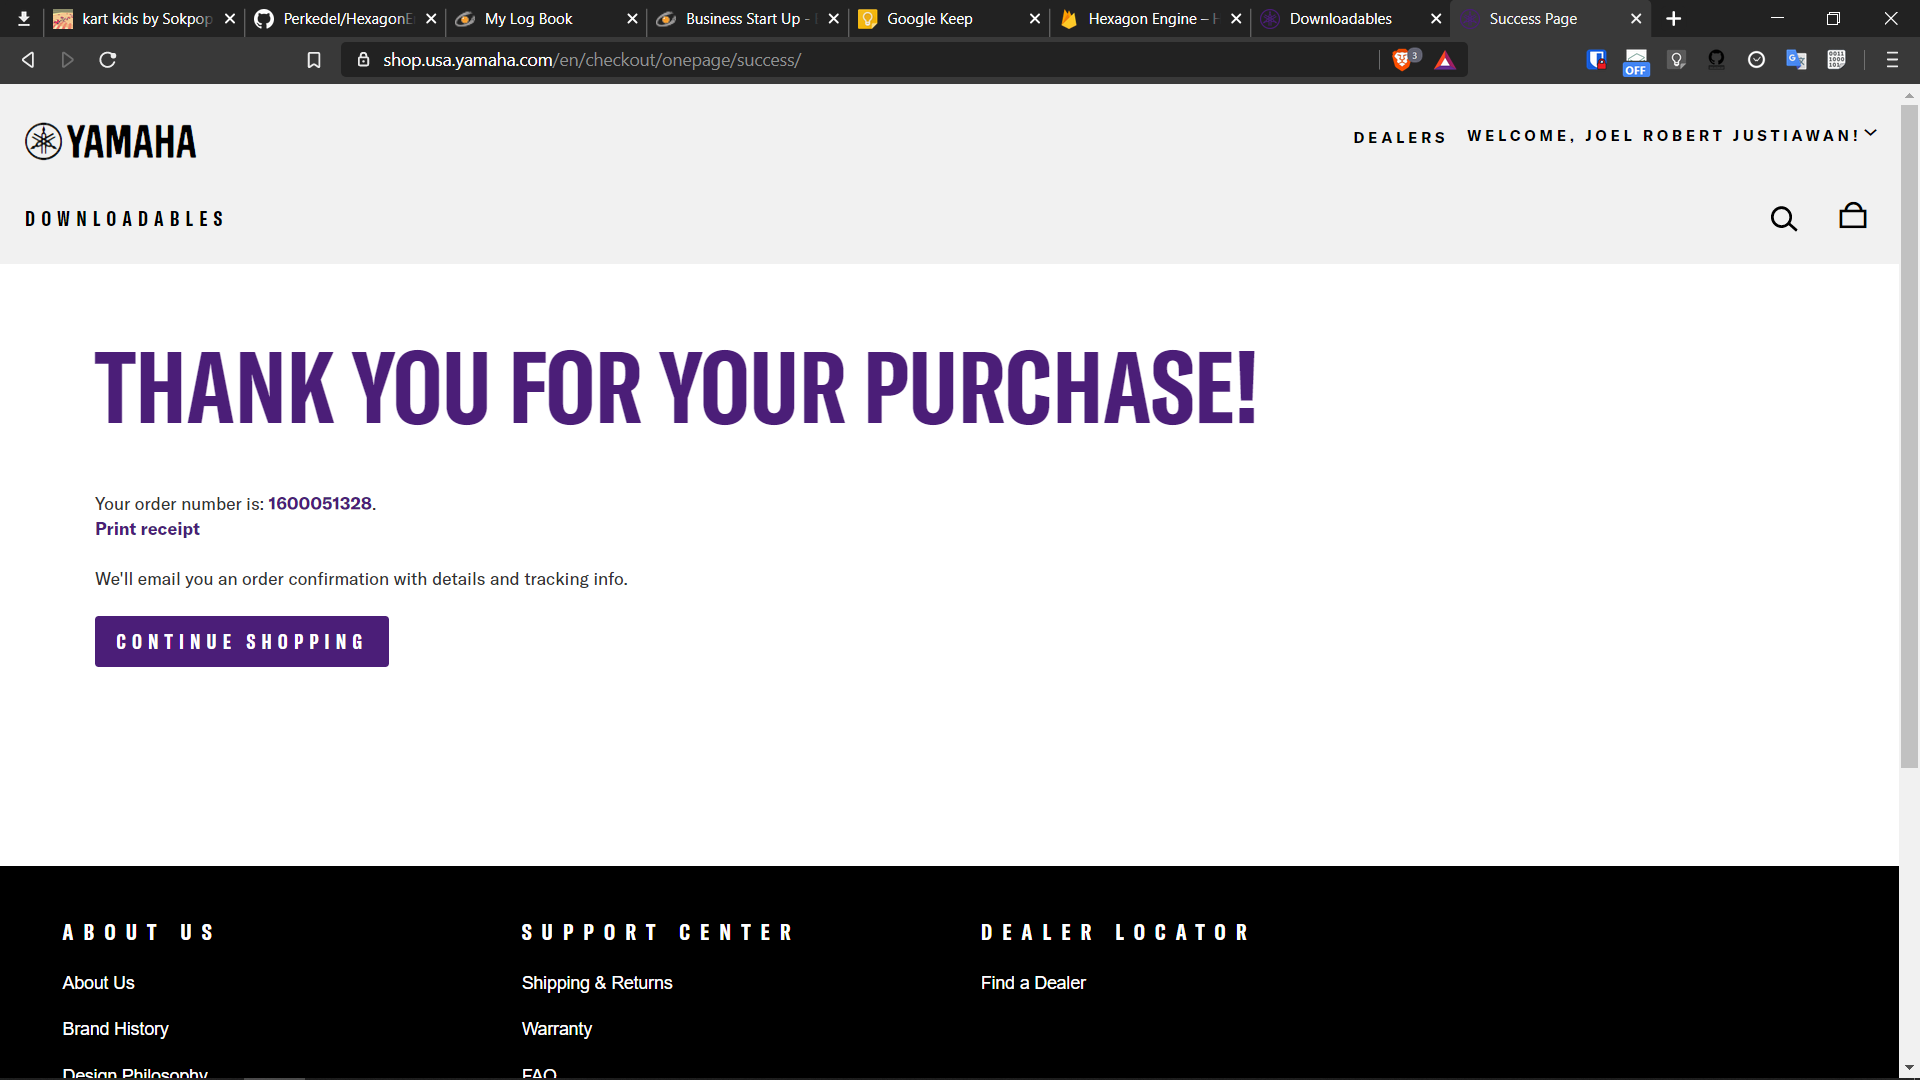 kart kids by Sokpop
Perkedel/HexagonE
My Log Book
Business Start Up -
Google Keep
Hexagon Engine –
Downloadables
Success Page
shop.usa.yamaha.com/en/checkout/onepage/success/
3
OFF
YAMAHA
DEALERS
WELCOME, JOEL ROBERT JUSTIAWAN!
DOWNLOADABLES
THANK YOU FOR YOUR PURCHASE!
Your order number is: 1600051328.
Print receipt
We'll email you an order confirmation with details and tracking info.
CONTINUE SHOPPING
ABOUT US
SUPPORT CENTER
DEALER LOCATOR
About Us
Shipping & Returns
Find a Dealer
Brand History
Warranty
Design Philosophy
FAQ